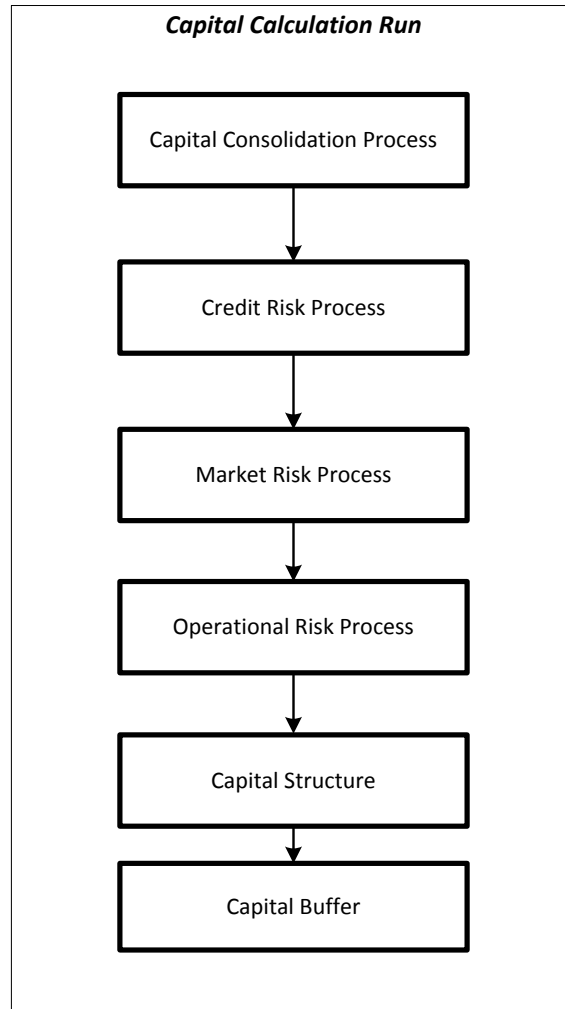 Capital Calculation Run
Capital Consolidation Process
Credit Risk Process
Market Risk Process
Operational Risk Process
Capital Structure
Capital Buffer